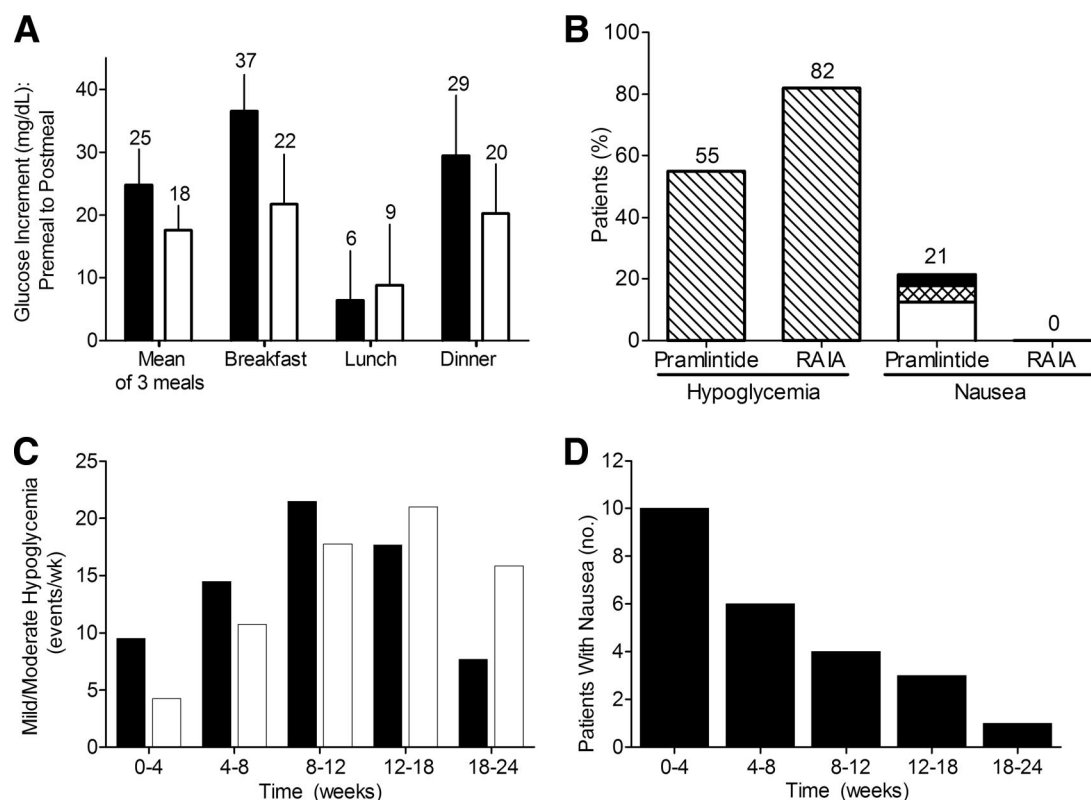 A
Glucose Increment (mg/dL):
Premeal to Postmeal
40
30
20
10
0
25
18
37
22
6
9
29
20
Mean
of 3 meals
Breakfast
Lunch
Dinner
B
Patients (%)
100
80
60
40
20
0
55
82
21
0
Pramlintide
RAIA
Pramlintide
RAIA
Hypoglycemia
Nausea
C
Mild/Moderate Hypoglycemia
(events/wk)
25
20
15
10
5
0
0-4
4-8
8-12
12-18
18-24
Time (weeks)
D
Patients With Nausea (no.)
12
10
8
6
4
2
0
0-4
4-8
8-12
12-18
18-24
Time (weeks)